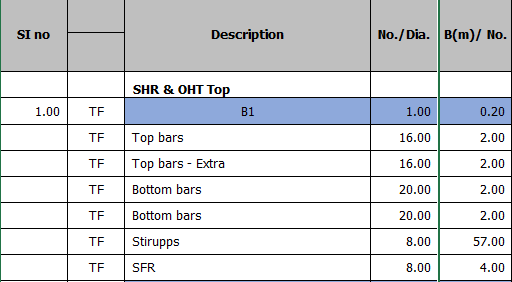 SI no Description No./Dia. B(m)/ No.
SHR & OHT Top
1.00 TF B1 1.00 0.20
TF Top bars 16.00 2.00
TF Top bars - Extra 16.00 2.00
TF Bottom bars 20.00 2.00
TF Bottom bars 20.00 2.00
TF Stirupps 8.00 57.00
TF SFR 8.00 4.00